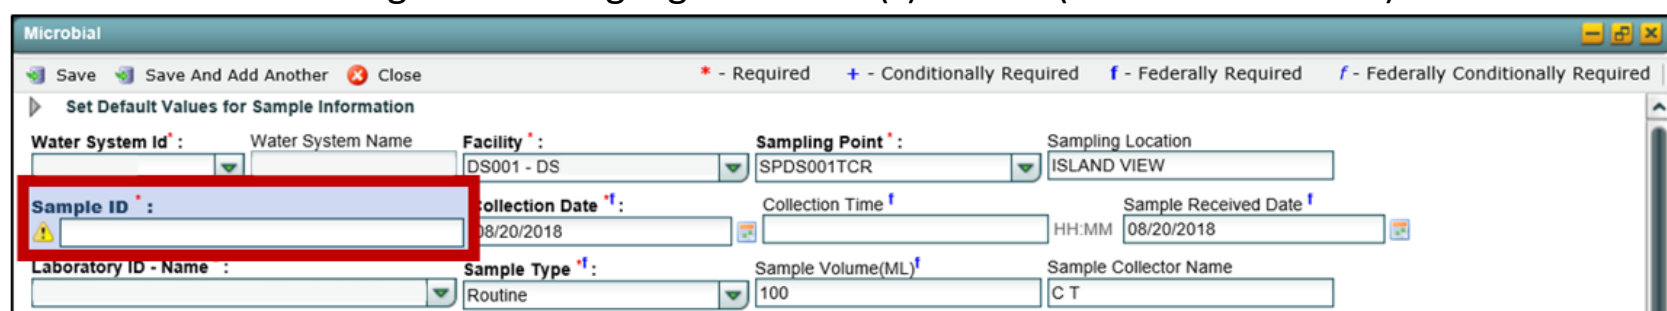 Microbial
Save Save And Add Another Close * - Required + - Conditionally Required f - Federally Required f - Federally Conditionally Required
Set Default Values for Sample Information
Water System Id* : Water System Name Facility * : Sampling Point * : Sampling Location
DS001 - DS SPDS001TCR ISLAND VIEW
Sample ID * : Collection Date *f : Collection Time f Sample Received Date f
08/20/2018 HH:MM 08/20/2018
Laboratory ID - Name * : Sample Type *f : Sample Volume(ML)f Sample Collector Name
Routine 100 C T